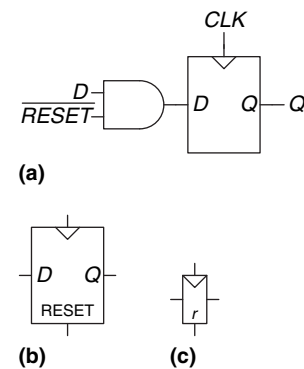 CLK
D
RESET
D Q Q
(a)
D Q
RESET
r
(b) (c)